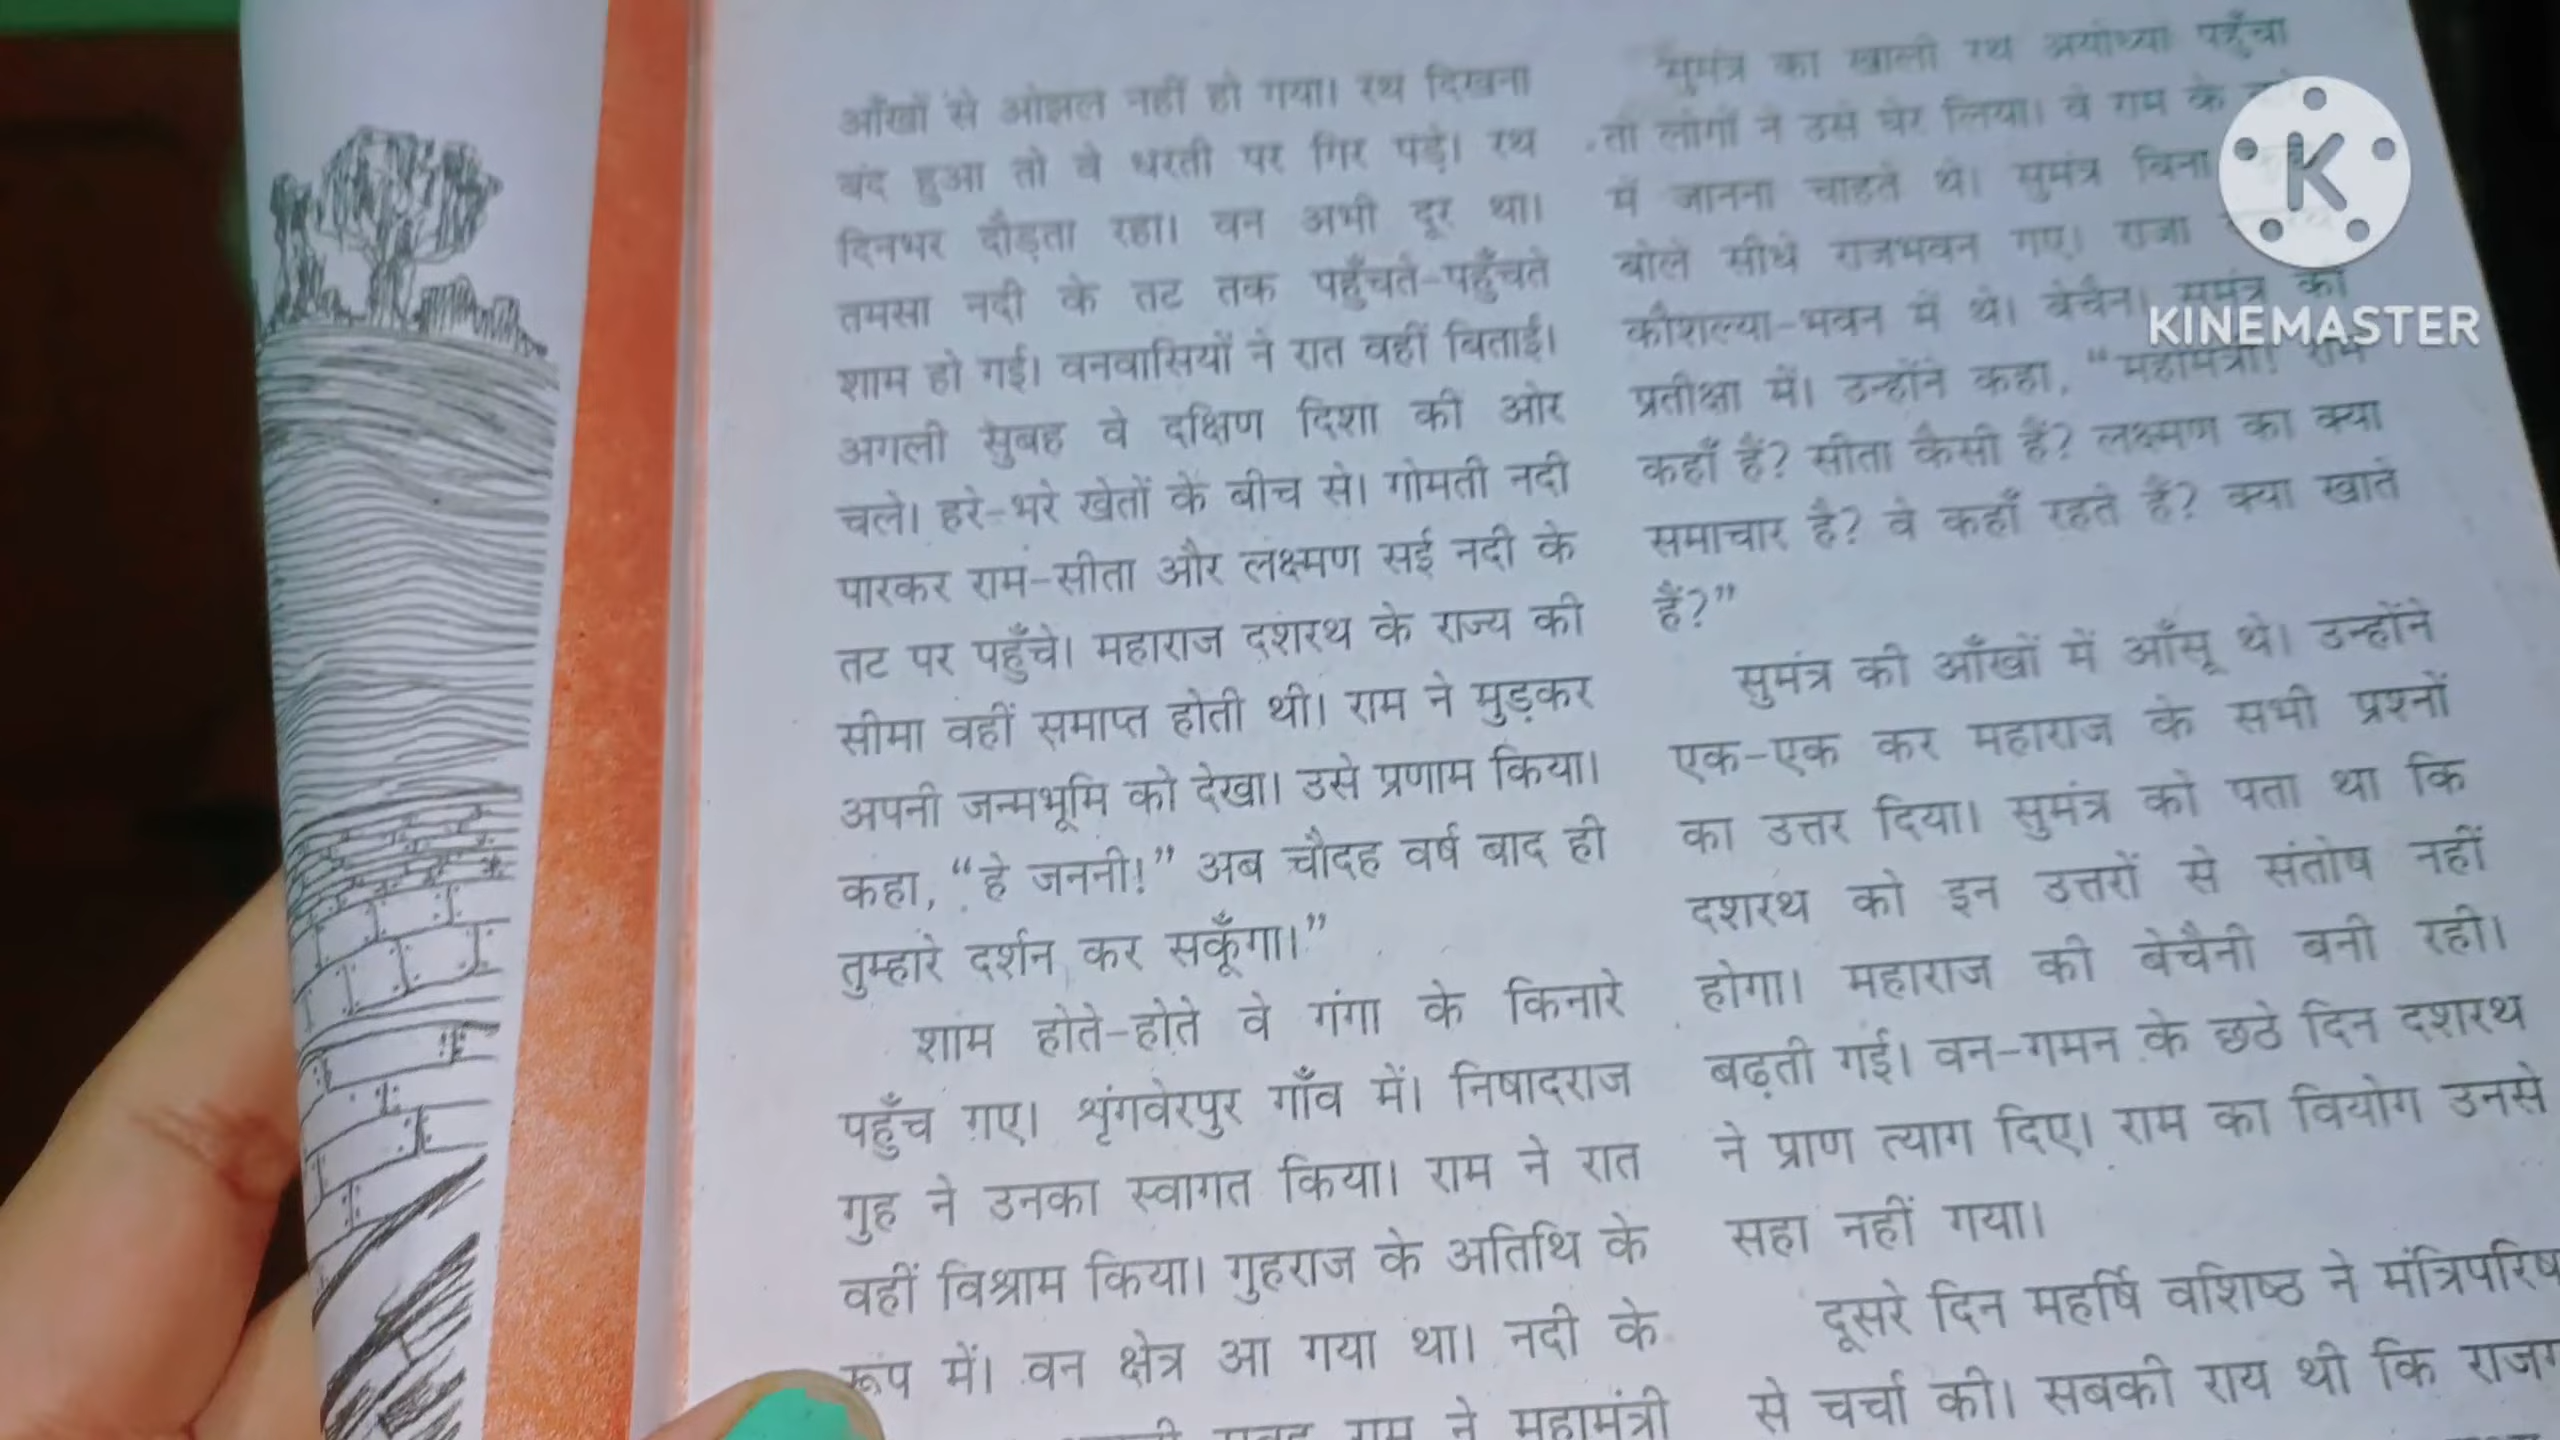 आँखों से ओझल नहीं हो गया। रथ दिखना
बंद हुआ तो वे धरती पर गिर पड़े। रथ
दिनभर दौड़ता रहा। वन अभी दूर था।
तमसा नदी के तट तक पहुँचते-पहुँचते
शाम हो गई। वनवासियों ने रात वहीं बिताई।
अगली सुबह वे दक्षिण दिशा की ओर
चले। हरे-भरे खेतों के बीच से। गोमती नदी
पारकर राम-सीता और लक्ष्मण सई नदी के
तट पर पहुँचे। महाराज दशरथ के राज्य की
सीमा वहीं समाप्त होती थी। राम ने मुड़कर
अपनी जन्मभूमि को देखा। उसे प्रणाम किया।
कहा, “हे जननी!” अब चौदह वर्ष बाद ही
तुम्हारे दर्शन कर सकूँगा।”
शाम होते-होते वे गंगा के किनारे
पहुँच गए। शृंगवेरपुर गाँव में। निषादराज
गुह ने उनका स्वागत किया। राम ने रात
वहीं विश्राम किया। गुहराज के अतिथि के
रूप में। वन क्षेत्र आ गया था। नदी के
राम ने महामंत्री
सुमंत्र का खाली रथ अयोध्या पहुँचा
तो लोगों ने उसे घेर लिया। वे राम के
में जानना चाहते थे। सुमंत्र बिना
बोले सीधे राजभवन गए। राजा
कौशल्या-भवन में थे। बेचैन। सुमंत्र की
प्रतीक्षा में। उन्होंने कहा, “महामंत्री! राम
कहाँ हैं? सीता कैसी हैं? लक्ष्मण का क्या
समाचार है? वे कहाँ रहते हैं? क्या खाते
हैं?”
सुमंत्र की आँखों में आँसू थे। उन्होंने
एक-एक कर महाराज के सभी प्रश्नों
का उत्तर दिया। सुमंत्र को पता था कि
दशरथ को इन उत्तरों से संतोष नहीं
होगा। महाराज की बेचैनी बनी रही।
बढ़ती गई। वन-गमन के छठे दिन दशरथ
ने प्राण त्याग दिए। राम का वियोग उनसे
सहा नहीं गया।
दूसरे दिन महर्षि वशिष्ठ ने
से चर्चा की। सबकी राय थी कि
K
KINEMASTER